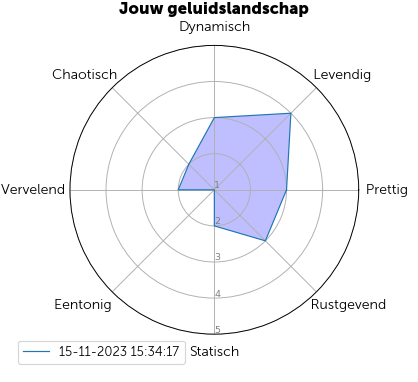 Jouw geluidslandschap
Dynamisch
Chaotisch
Levendig
Vervelend
1
Prettig
2
3
4
Eentonig
Rustgevend
5
15-11-2023 15:34:17
Statisch